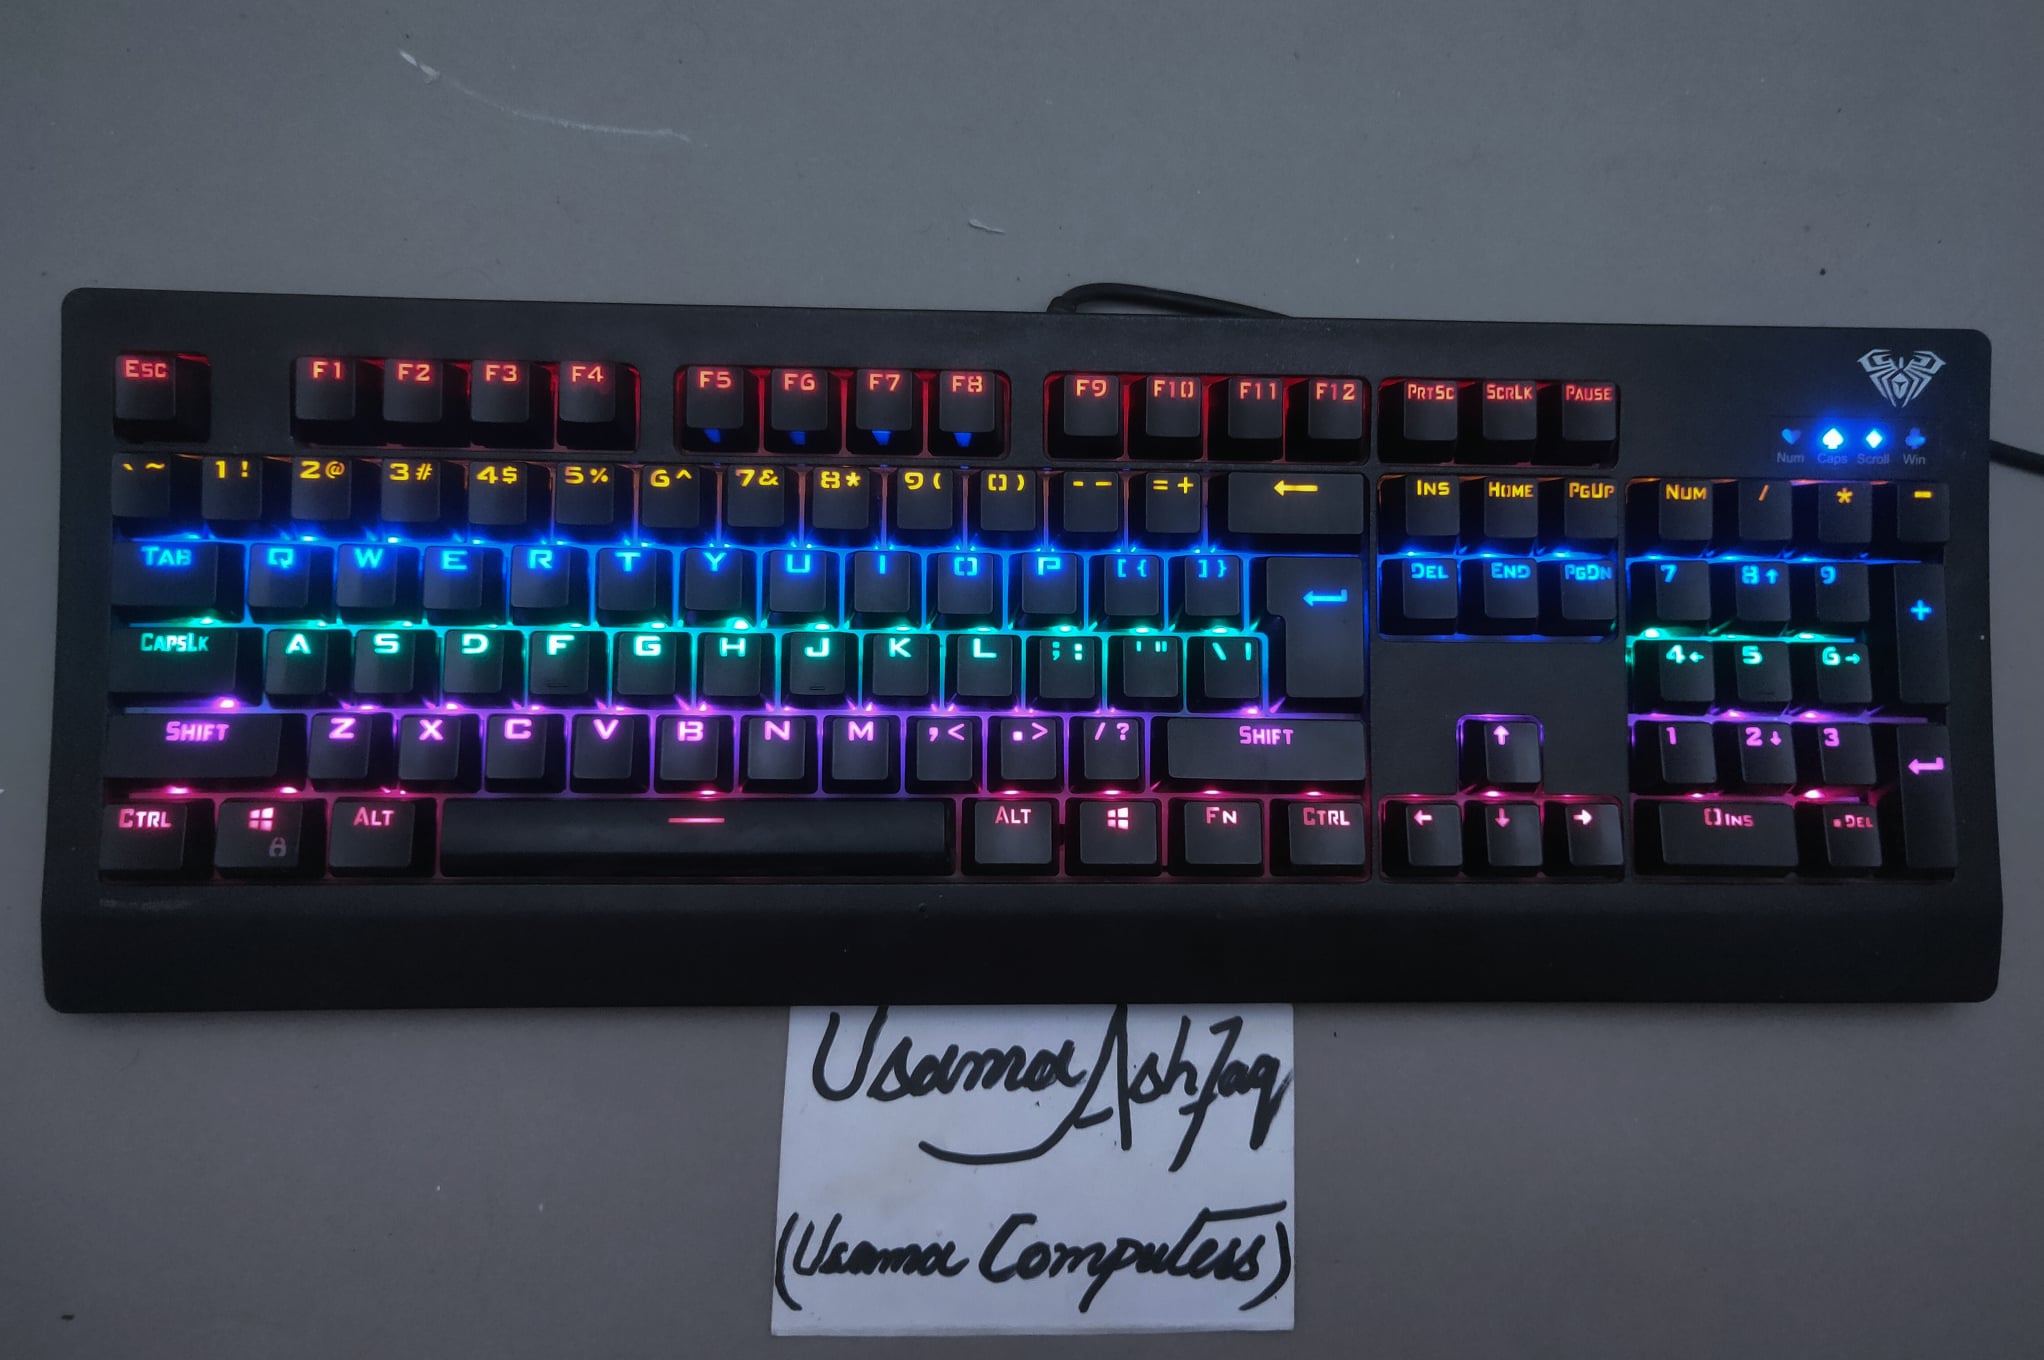 Esc F1 F2 F3 F4 F5 F6 F7 F8 F9 F10 F11 F12 PrtSc ScrLk Pause
Num Caps Scroll Win
` ~ 1 ! 2 @ 3 # 4 $ 5 % 6 ^ 7 & 8 * 9 ( 0 ) - - = + ← Ins Home PgUp Num / * -
Tab Q W E R T Y U I O P [ { ] } ↵ Del End PgDn 7 8 ↑ 9 +
CapsLk A S D F G H J K L ; : ' " \ | 4 ← 5 6 →
Shift Z X C V B N M , < . > / ? Shift ↑ 1 2 ↓ 3 ↵
Ctrl Alt Alt Fn Ctrl ← ↓ → 0 Ins . Del
Usama Ashfaq
(Usama Computers)